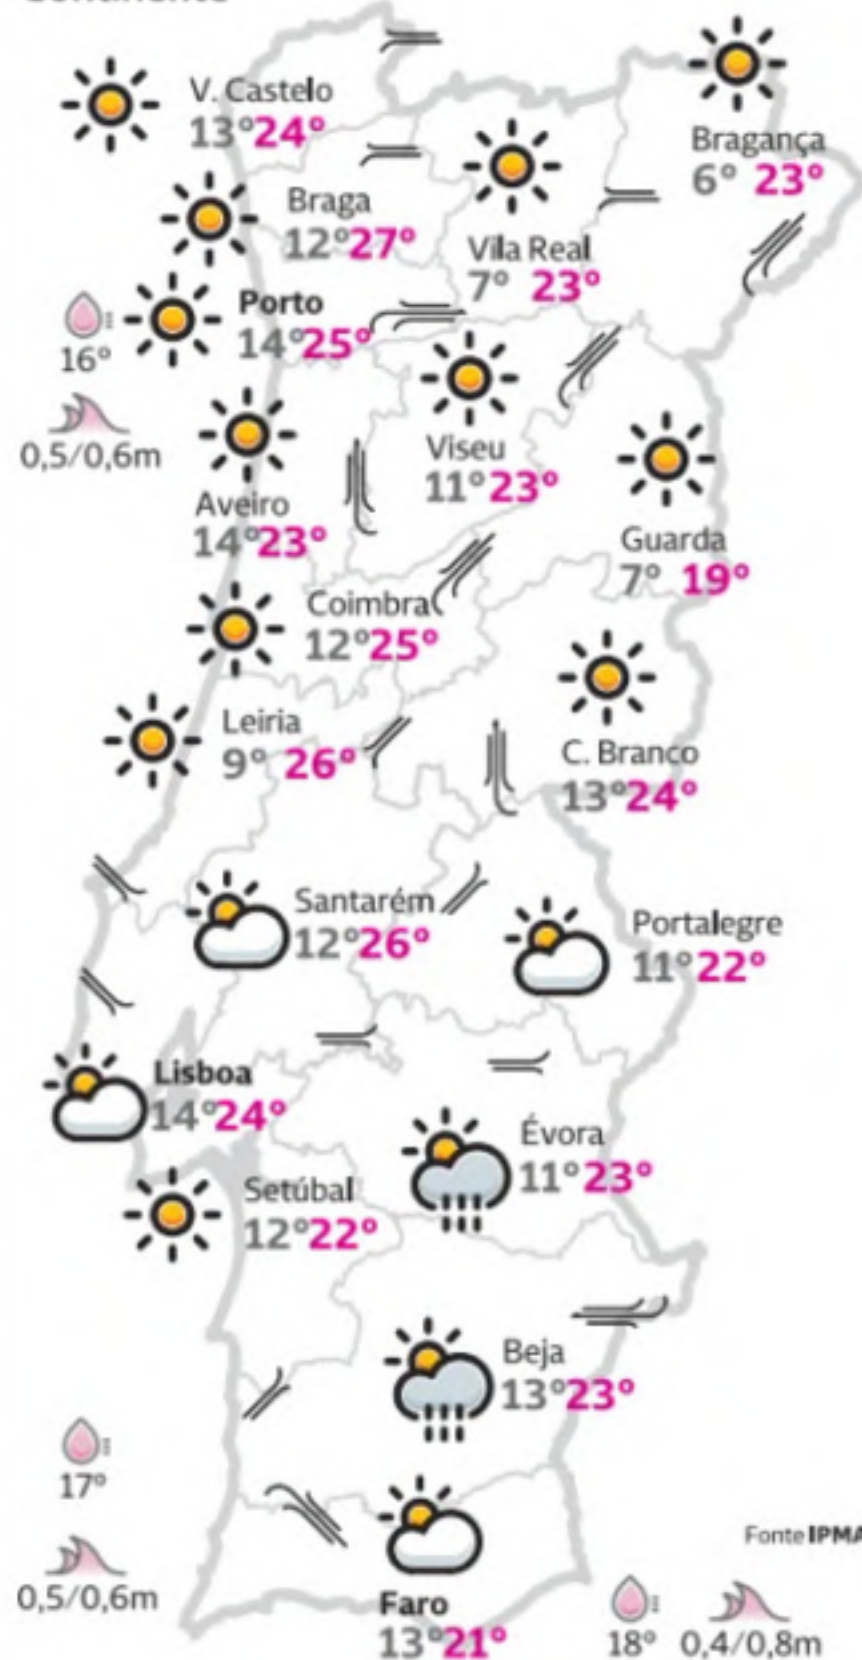 Continente
V. Castelo
13° 24°
Bragança
6° 23°
Braga
12° 27°
Vila Real
7° 23°
Porto
14° 25°
16°
0,5/0,6m
Viseu
11° 23°
Aveiro
14° 23°
Guarda
7° 19°
Coimbra
12° 25°
Leiria
9° 26°
C. Branco
13° 24°
Santarém
12° 26°
Portalegre
11° 22°
Lisboa
14° 24°
Évora
11° 23°
Setúbal
12° 22°
Beja
13° 23°
17°
0,5/0,6m
Faro
13° 21°
Fonte IPMA
18°
0,4/0,8m